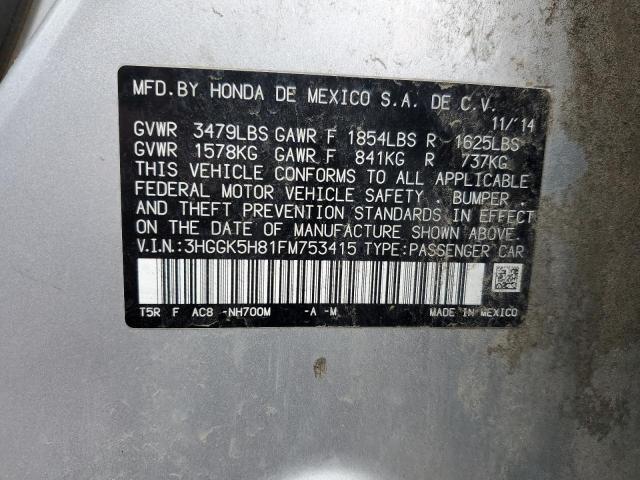 MFD.BY HONDA DE MEXICO S.A. DE C.V.
11/'14
GVWR 3479LBS GAWR F 1854LBS R 1625LBS
GVWR 1578KG GAWR F 841KG R 737KG
THIS VEHICLE CONFORMS TO ALL APPLICABLE
FEDERAL MOTOR VEHICLE SAFETY, BUMPER,
AND THEFT PREVENTION STANDARDS IN EFFECT
ON THE DATE OF MANUFACTURE SHOWN ABOVE.
V.I.N.:3HGGK5H81FM753415 TYPE:PASSENGER CAR
T5R F AC8 -NH700M -A -M
MADE IN MEXICO